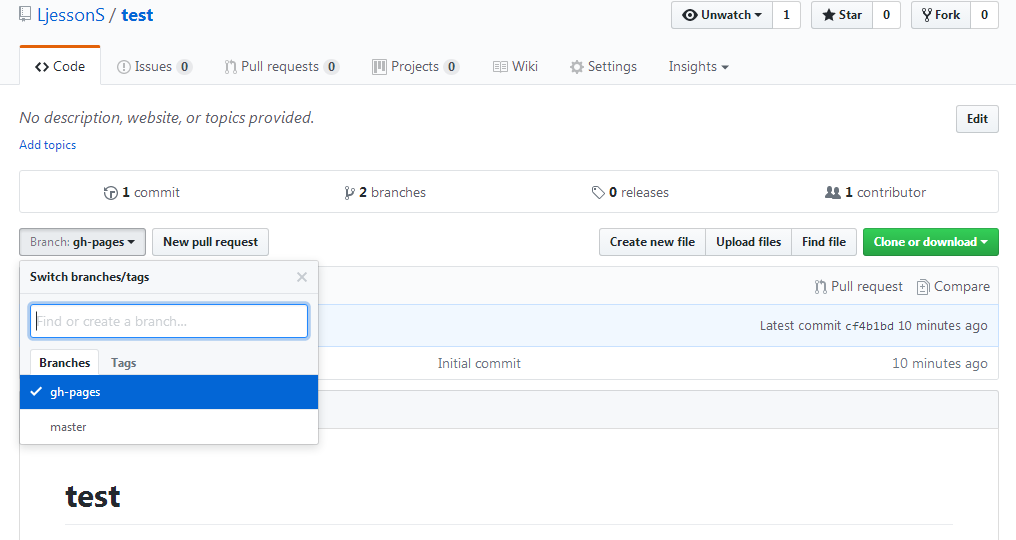 LjessonS / test
Unwatch 1 Star 0 Fork 0
Code Issues 0 Pull requests 0 Projects 0 Wiki Settings Insights
No description, website, or topics provided.
Edit
Add topics
1 commit 2 branches 0 releases 1 contributor
Branch: gh-pages New pull request Create new file Upload files Find file Clone or download
Switch branches/tags
Pull request Compare
Find or create a branch...
Latest commit cf4b1bd 10 minutes ago
Branches Tags
Initial commit 10 minutes ago
gh-pages
master
test